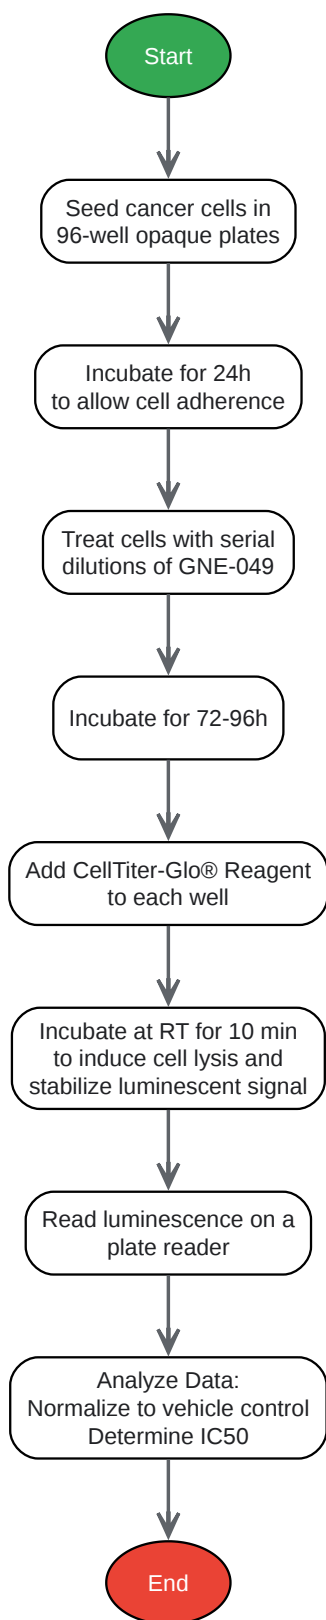 Start
Seed cancer cells in
96-well opaque plates
Incubate for 24h
to allow cell adherence
Treat cells with serial
dilutions of GNE-049
Incubate for 72-96h
Add CellTiter-Glo® Reagent
to each well
Incubate at RT for 10 min
to induce cell lysis and
stabilize luminescent signal
Read luminescence on a
plate reader
Analyze Data:
Normalize to vehicle control
Determine IC50
End